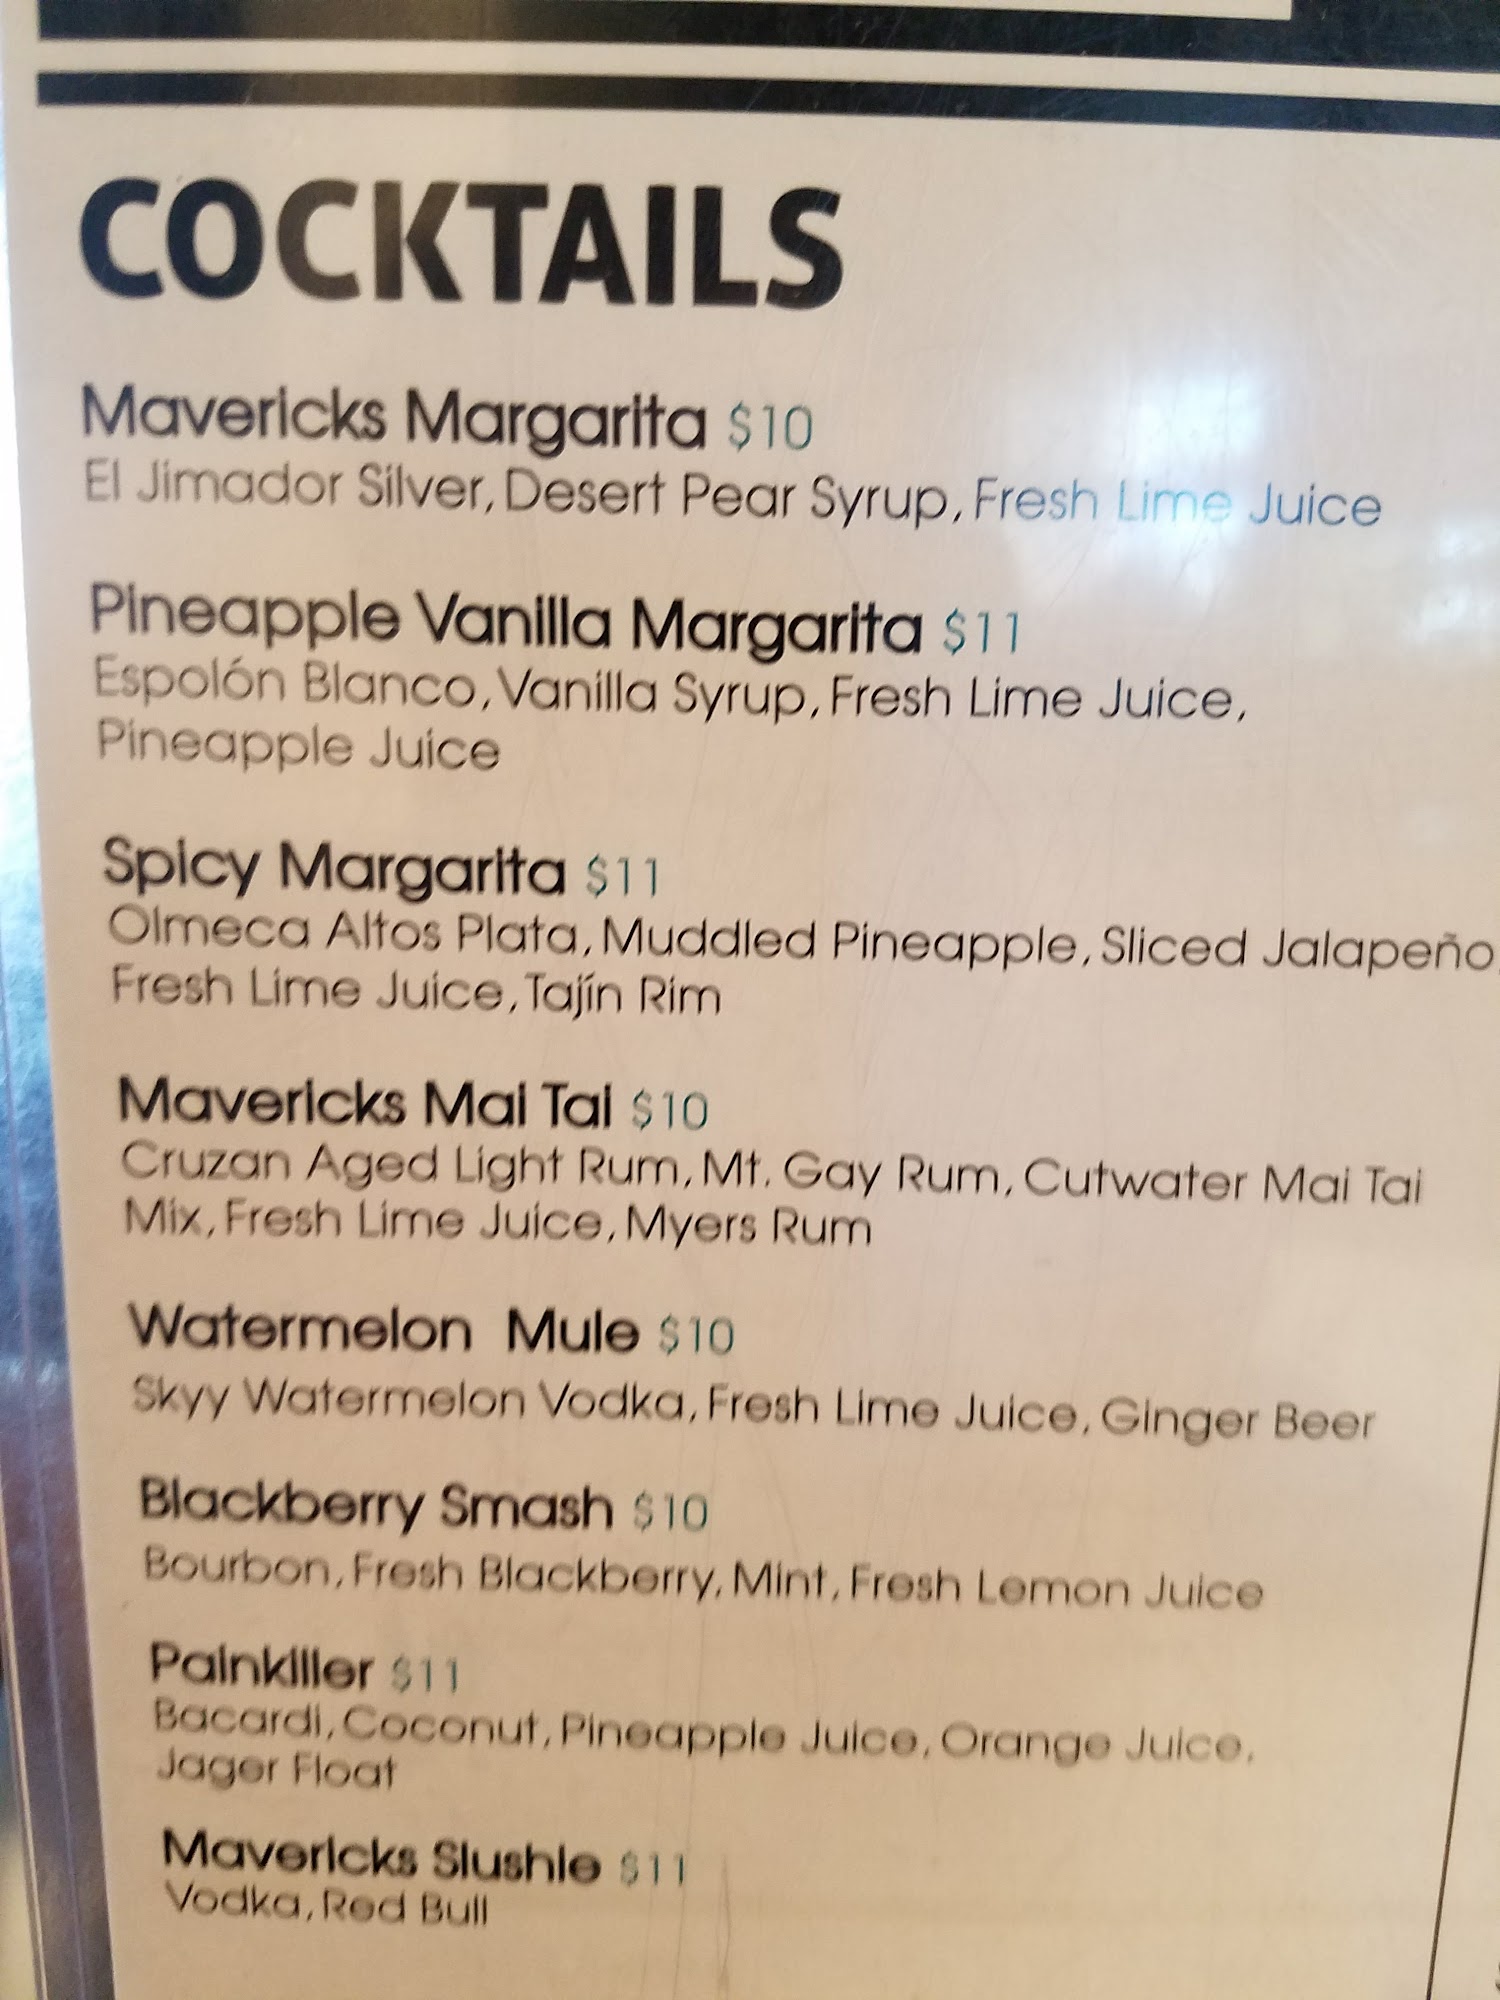 COCKTAILS
Mavericks Margarita $10
El Jimador Silver, Desert Pear Syrup, Fresh Lime Juice
Pineapple Vanilla Margarita $11
Espolón Blanco, Vanilla Syrup, Fresh Lime Juice,
Pineapple Juice
Spicy Margarita $11
Olmeca Altos Plata, Muddled Pineapple, Sliced Jalapeño,
Fresh Lime Juice, Tajín Rim
Mavericks Mai Tai $10
Cruzan Aged Light Rum, Mt. Gay Rum, Cutwater Mai Tai
Mix, Fresh Lime Juice, Myers Rum
Watermelon Mule $10
Skyy Watermelon Vodka, Fresh Lime Juice, Ginger Beer
Blackberry Smash $10
Bourbon, Fresh Blackberry, Mint, Fresh Lemon Juice
Painkiller $11
Bacardi, Coconut, Pineapple Juice, Orange Juice,
Jager Float
Mavericks Slushie $11
Vodka, Red Bull